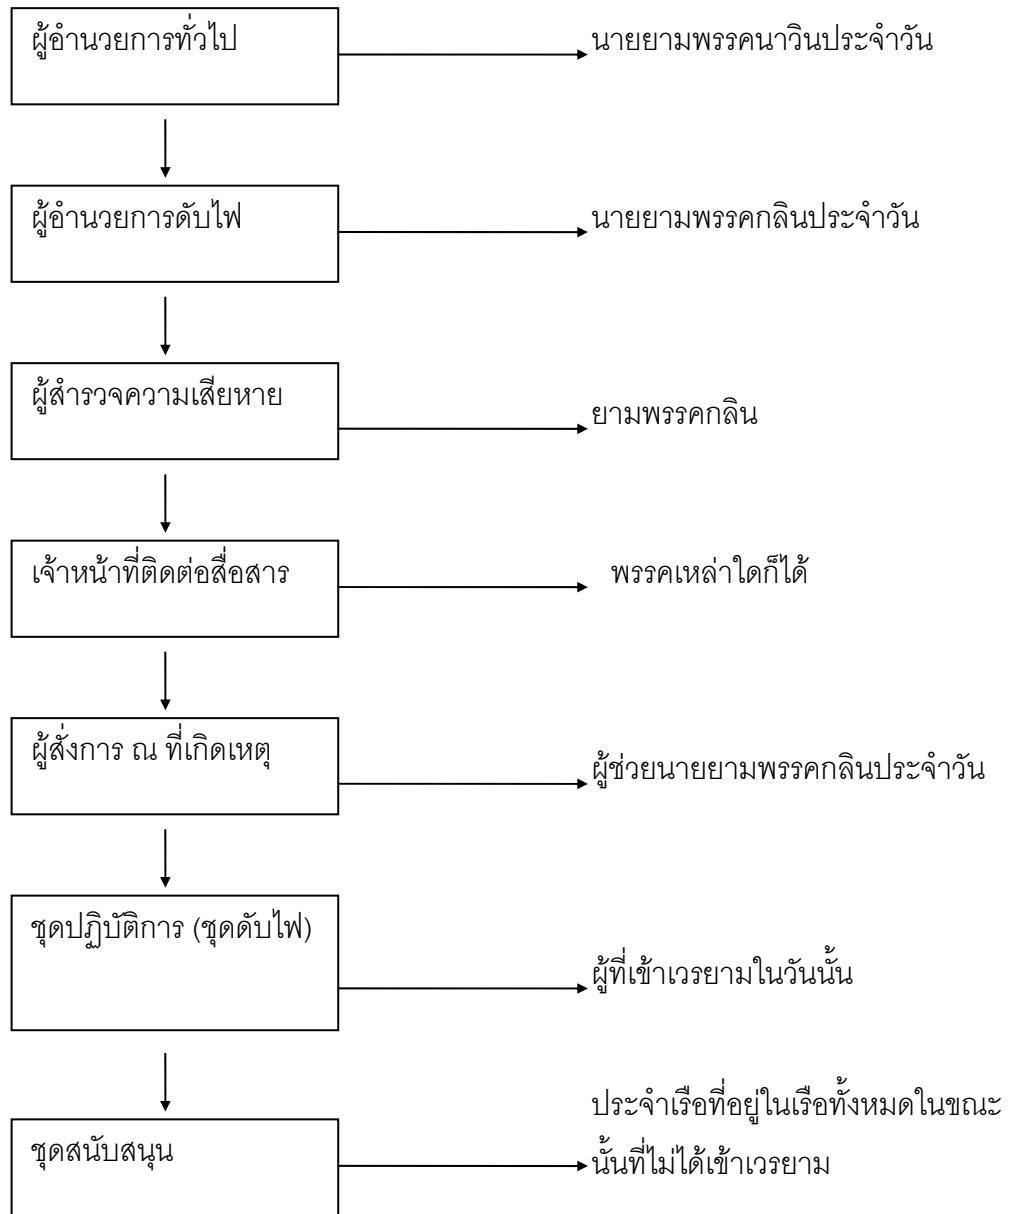 ผู้อำนวยการทั่วไป
นายยามพรรคนาวินประจำวัน
ผู้อำนวยการดับไฟ
นายยามพรรคกลินประจำวัน
ผู้สำรวจความเสียหาย
ยามพรรคกลิน
เจ้าหน้าที่ติดต่อสื่อสาร
พรรคเหล่าใดก็ได้
ผู้สั่งการ ณ ที่เกิดเหตุ
ผู้ช่วยนายยามพรรคกลินประจำวัน
ชุดปฏิบัติการ (ชุดดับไฟ)
ผู้ที่เข้าเวรยามในวันนั้น
ชุดสนับสนุน
ประจำเรือที่อยู่ในเรือทั้งหมดในขณะ
นั้นที่ไม่ได้เข้าเวรยาม